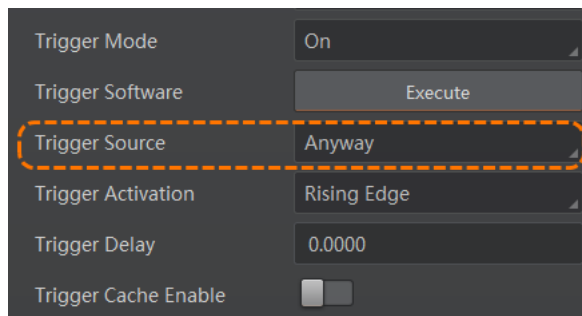 Trigger Mode On
Trigger Software Execute
Trigger Source Anyway
Trigger Activation Rising Edge
Trigger Delay 0.0000
Trigger Cache Enable